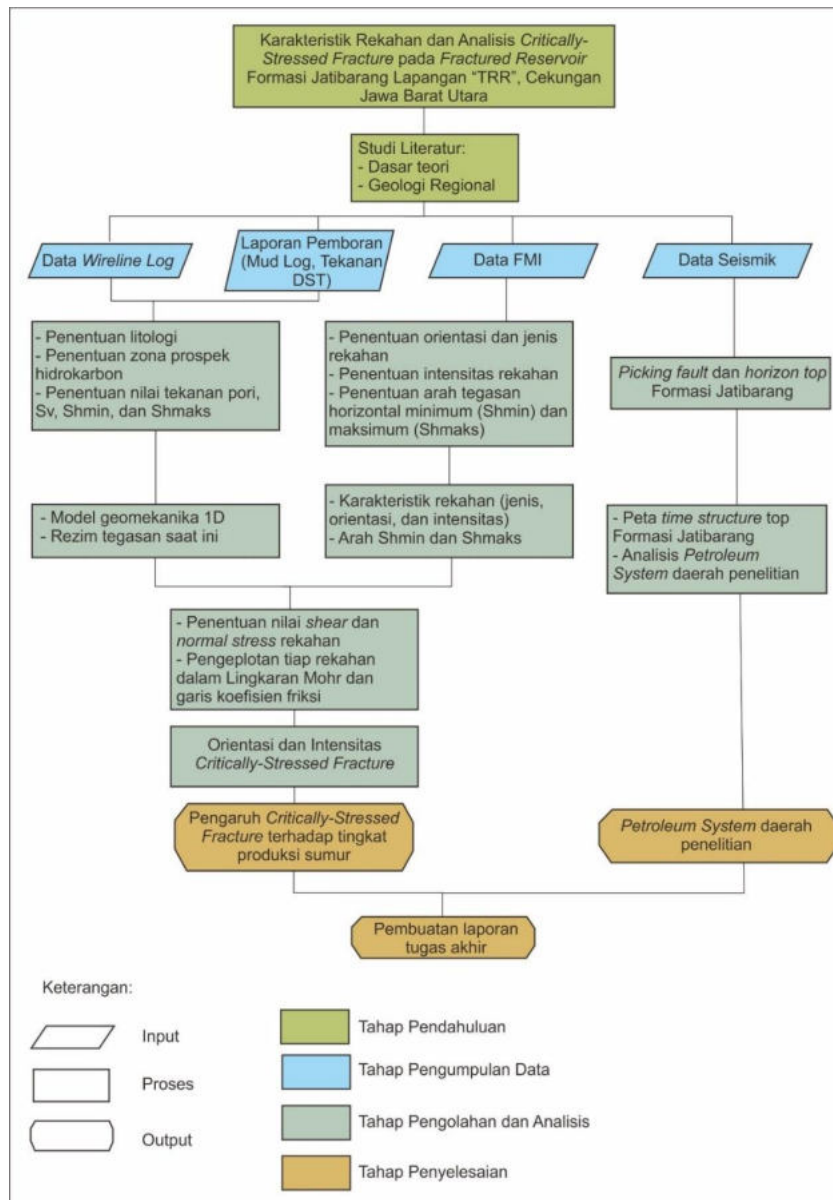 Karakteristik Rekahan dan Analisis Critically-
Stressed Fracture pada Fractured Reservoir
Formasi Jatibarang Lapangan “TRR”, Cekungan
Jawa Barat Utara
Studi Literatur:
- Dasar teori
- Geologi Regional
Data Wireline Log
Laporan Pemboran
(Mud Log, Tekanan
DST)
Data FMI
Data Seismik
- Penentuan litologi
- Penentuan zona prospek
hidrokarbon
- Penentuan nilai tekanan pori,
Sv, Shmin, dan Shmaks
- Penentuan orientasi dan jenis
rekahan
- Penentuan intensitas rekahan
- Penentuan arah tegasan
horizontal minimum (Shmin) dan
maksimum (Shmaks)
Picking fault dan horizon top
Formasi Jatibarang
- Model geomekanika 1D
- Rezim tegasan saat ini
- Karakteristik rekahan (jenis,
orientasi, dan intensitas)
- Arah Shmin dan Shmaks
- Peta time structure top
Formasi Jatibarang
- Analisis Petroleum
System daerah penelitian
- Penentuan nilai shear dan
normal stress rekahan
- Pengeplotan tiap rekahan
dalam Lingkaran Mohr dan
garis koefisien friksi
Orientasi dan Intensitas
Critically-Stressed Fracture
Pengaruh Critically-Stressed
Fracture terhadap tingkat
produksi sumur
Petroleum System daerah
penelitian
Pembuatan laporan
tugas akhir
Keterangan:
Input
Proses
Output
Tahap Pendahuluan
Tahap Pengumpulan Data
Tahap Pengolahan dan Analisis
Tahap Penyelesaian